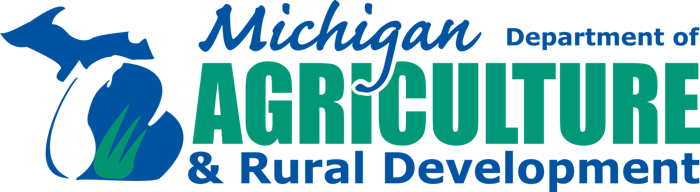 Michigan Department of
AGRICULTURE
& Rural Development